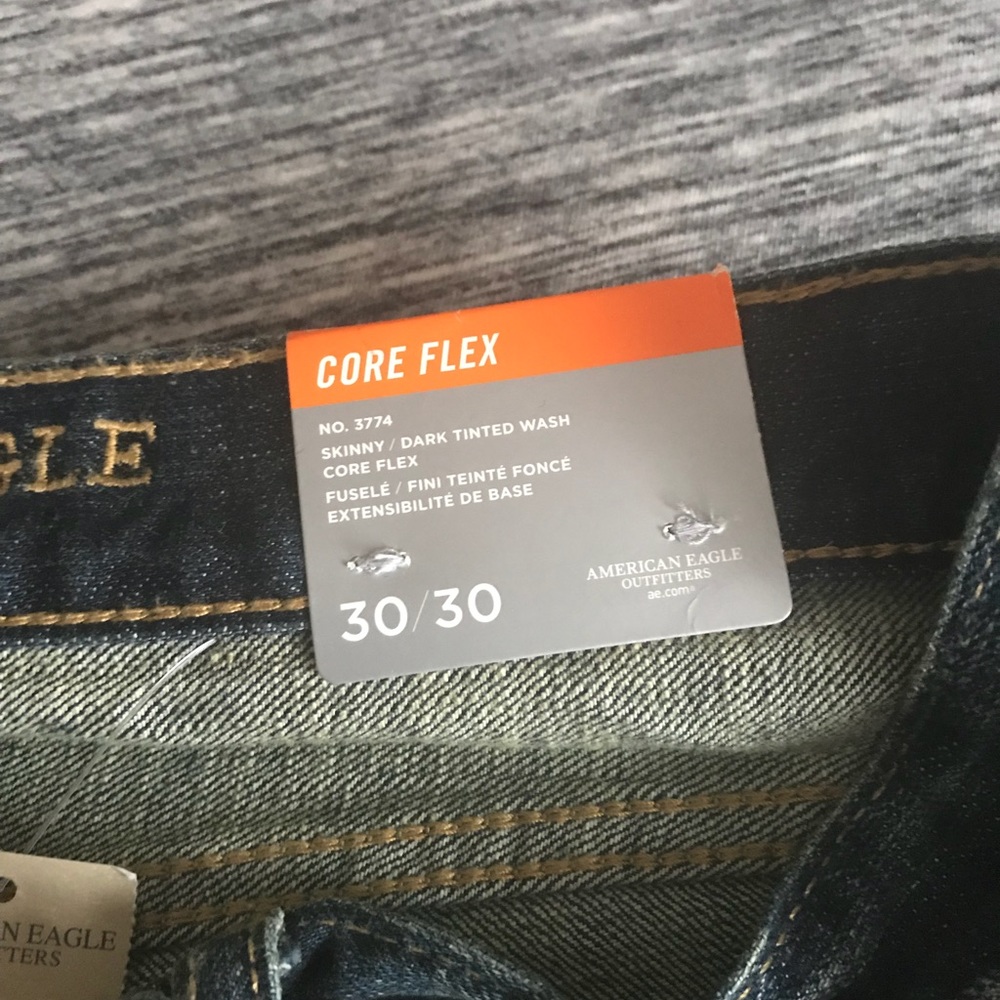 CORE FLEX
NO. 3774
SKINNY / DARK TINTED WASH
CORE FLEX
FUSELÉ / FINI TEINTÉ FONCÉ
EXTENSIBILITÉ DE BASE
AMERICAN EAGLE
OUTFITTERS
ae.com®
30/30
GLE
N EAGLE
TTERS